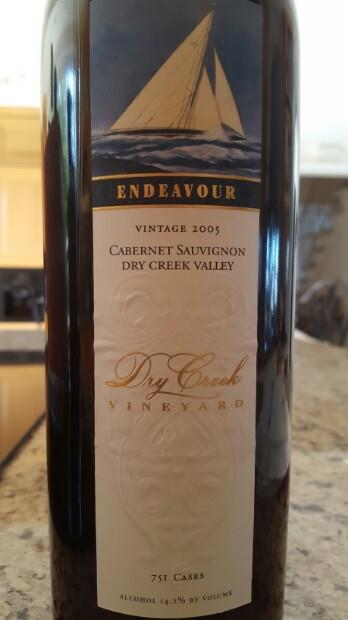 ENDEAVOUR
VINTAGE 2005
CABERNET SAUVIGNON
DRY CREEK VALLEY
Dry Creek
VINEYARD
751 CASES
ALCOHOL 14.2% BY VOLUME